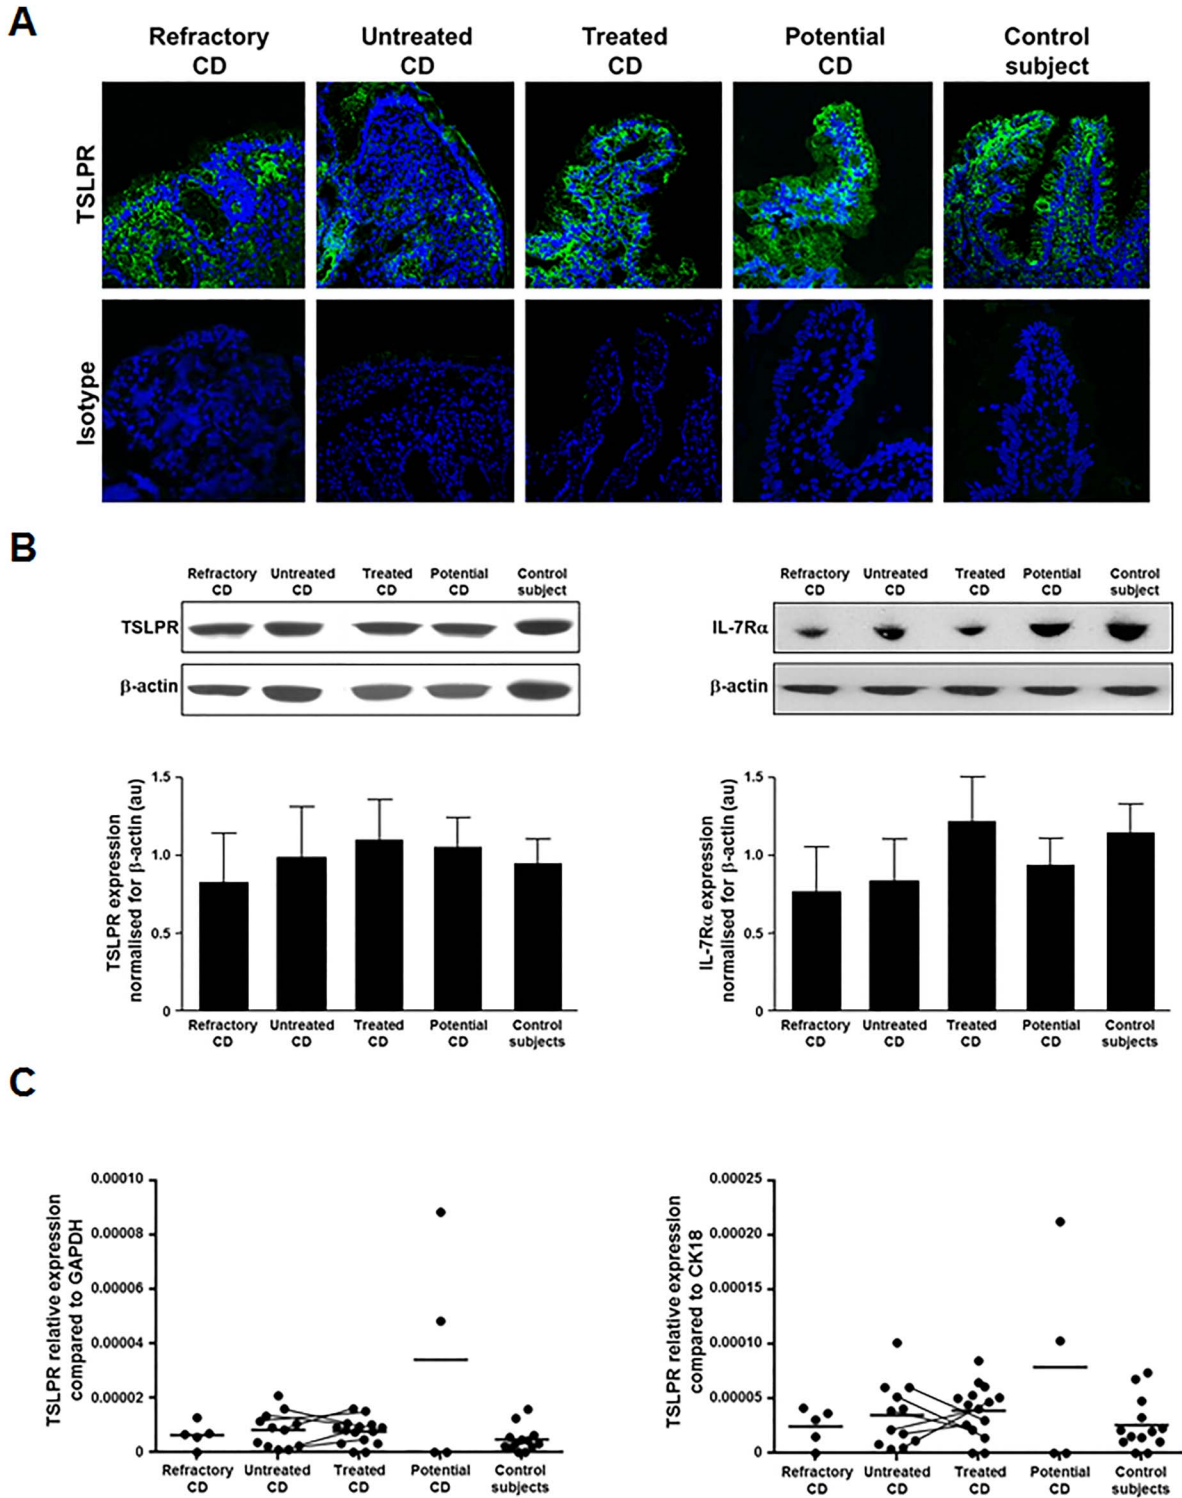 A
Refractory CD
Untreated CD
Treated CD
Potential CD
Control subject
TSLPR
Isotype
B
Refractory CD
Untreated CD
Treated CD
Potential CD
Control subject
TSLPR
β-actin
Refractory CD
Untreated CD
Treated CD
Potential CD
Control subject
IL-7Rα
β-actin
TSLPR expression
normalised for β-actin (au)
1.5
1.0
0.5
0
Refractory CD
Untreated CD
Treated CD
Potential CD
Control subjects
IL-7Rα expression
normalised for β-actin (au)
1.5
1.0
0.5
0
Refractory CD
Untreated CD
Treated CD
Potential CD
Control subjects
C
TSLPR relative expression
compared to GAPDH
0.00010
0.00008
0.00006
0.00004
0.00002
0
Refractory CD
Untreated CD
Treated CD
Potential CD
Control subjects
TSLPR relative expression
compared to CK18
0.00025
0.00020
0.00015
0.00010
0.00005
0
Refractory CD
Untreated CD
Treated CD
Potential CD
Control subjects